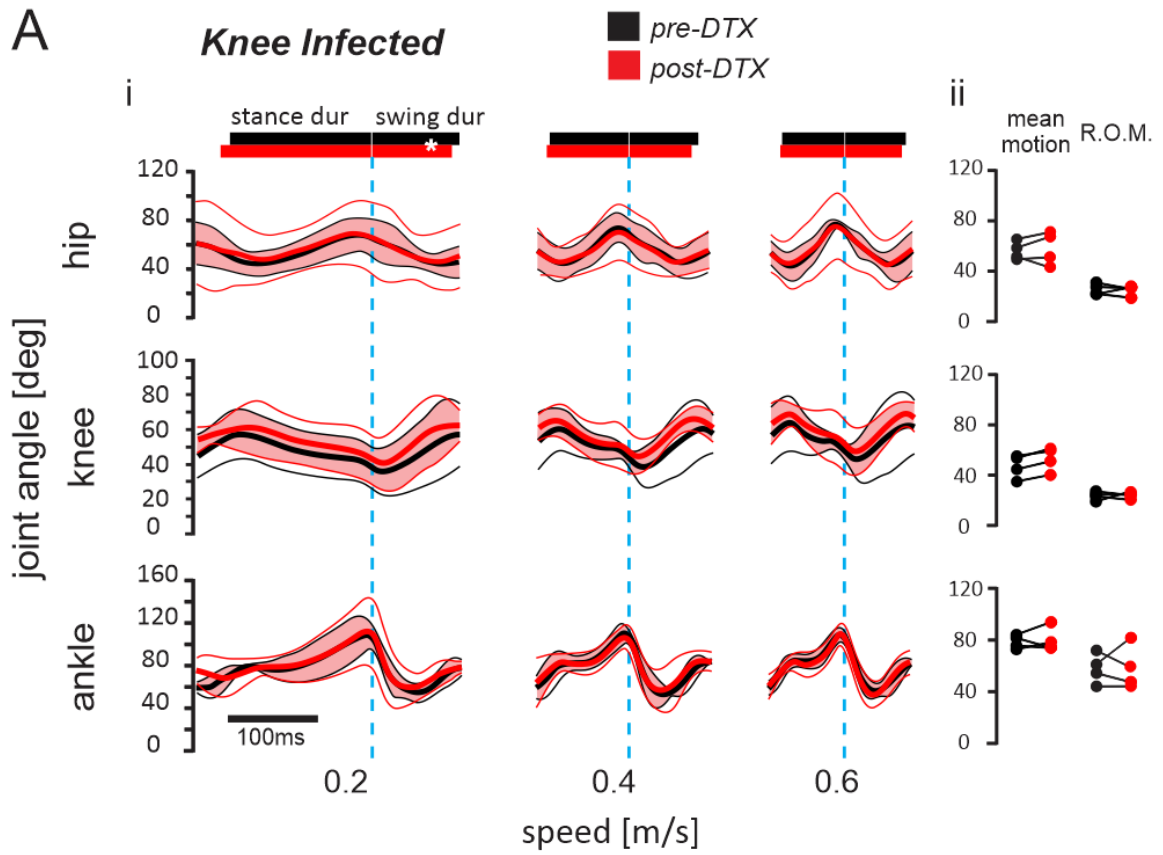 A
Knee Infected
pre-DTX
post-DTX
i
ii
stance dur
swing dur
*
mean
motion
R.O.M.
joint angle [deg]
hip
120
80
40
0
120
80
40
0
knee
100
80
60
40
20
0
120
80
40
0
ankle
160
120
80
40
0
120
80
40
0
100ms
0.2
0.4
0.6
speed [m/s]